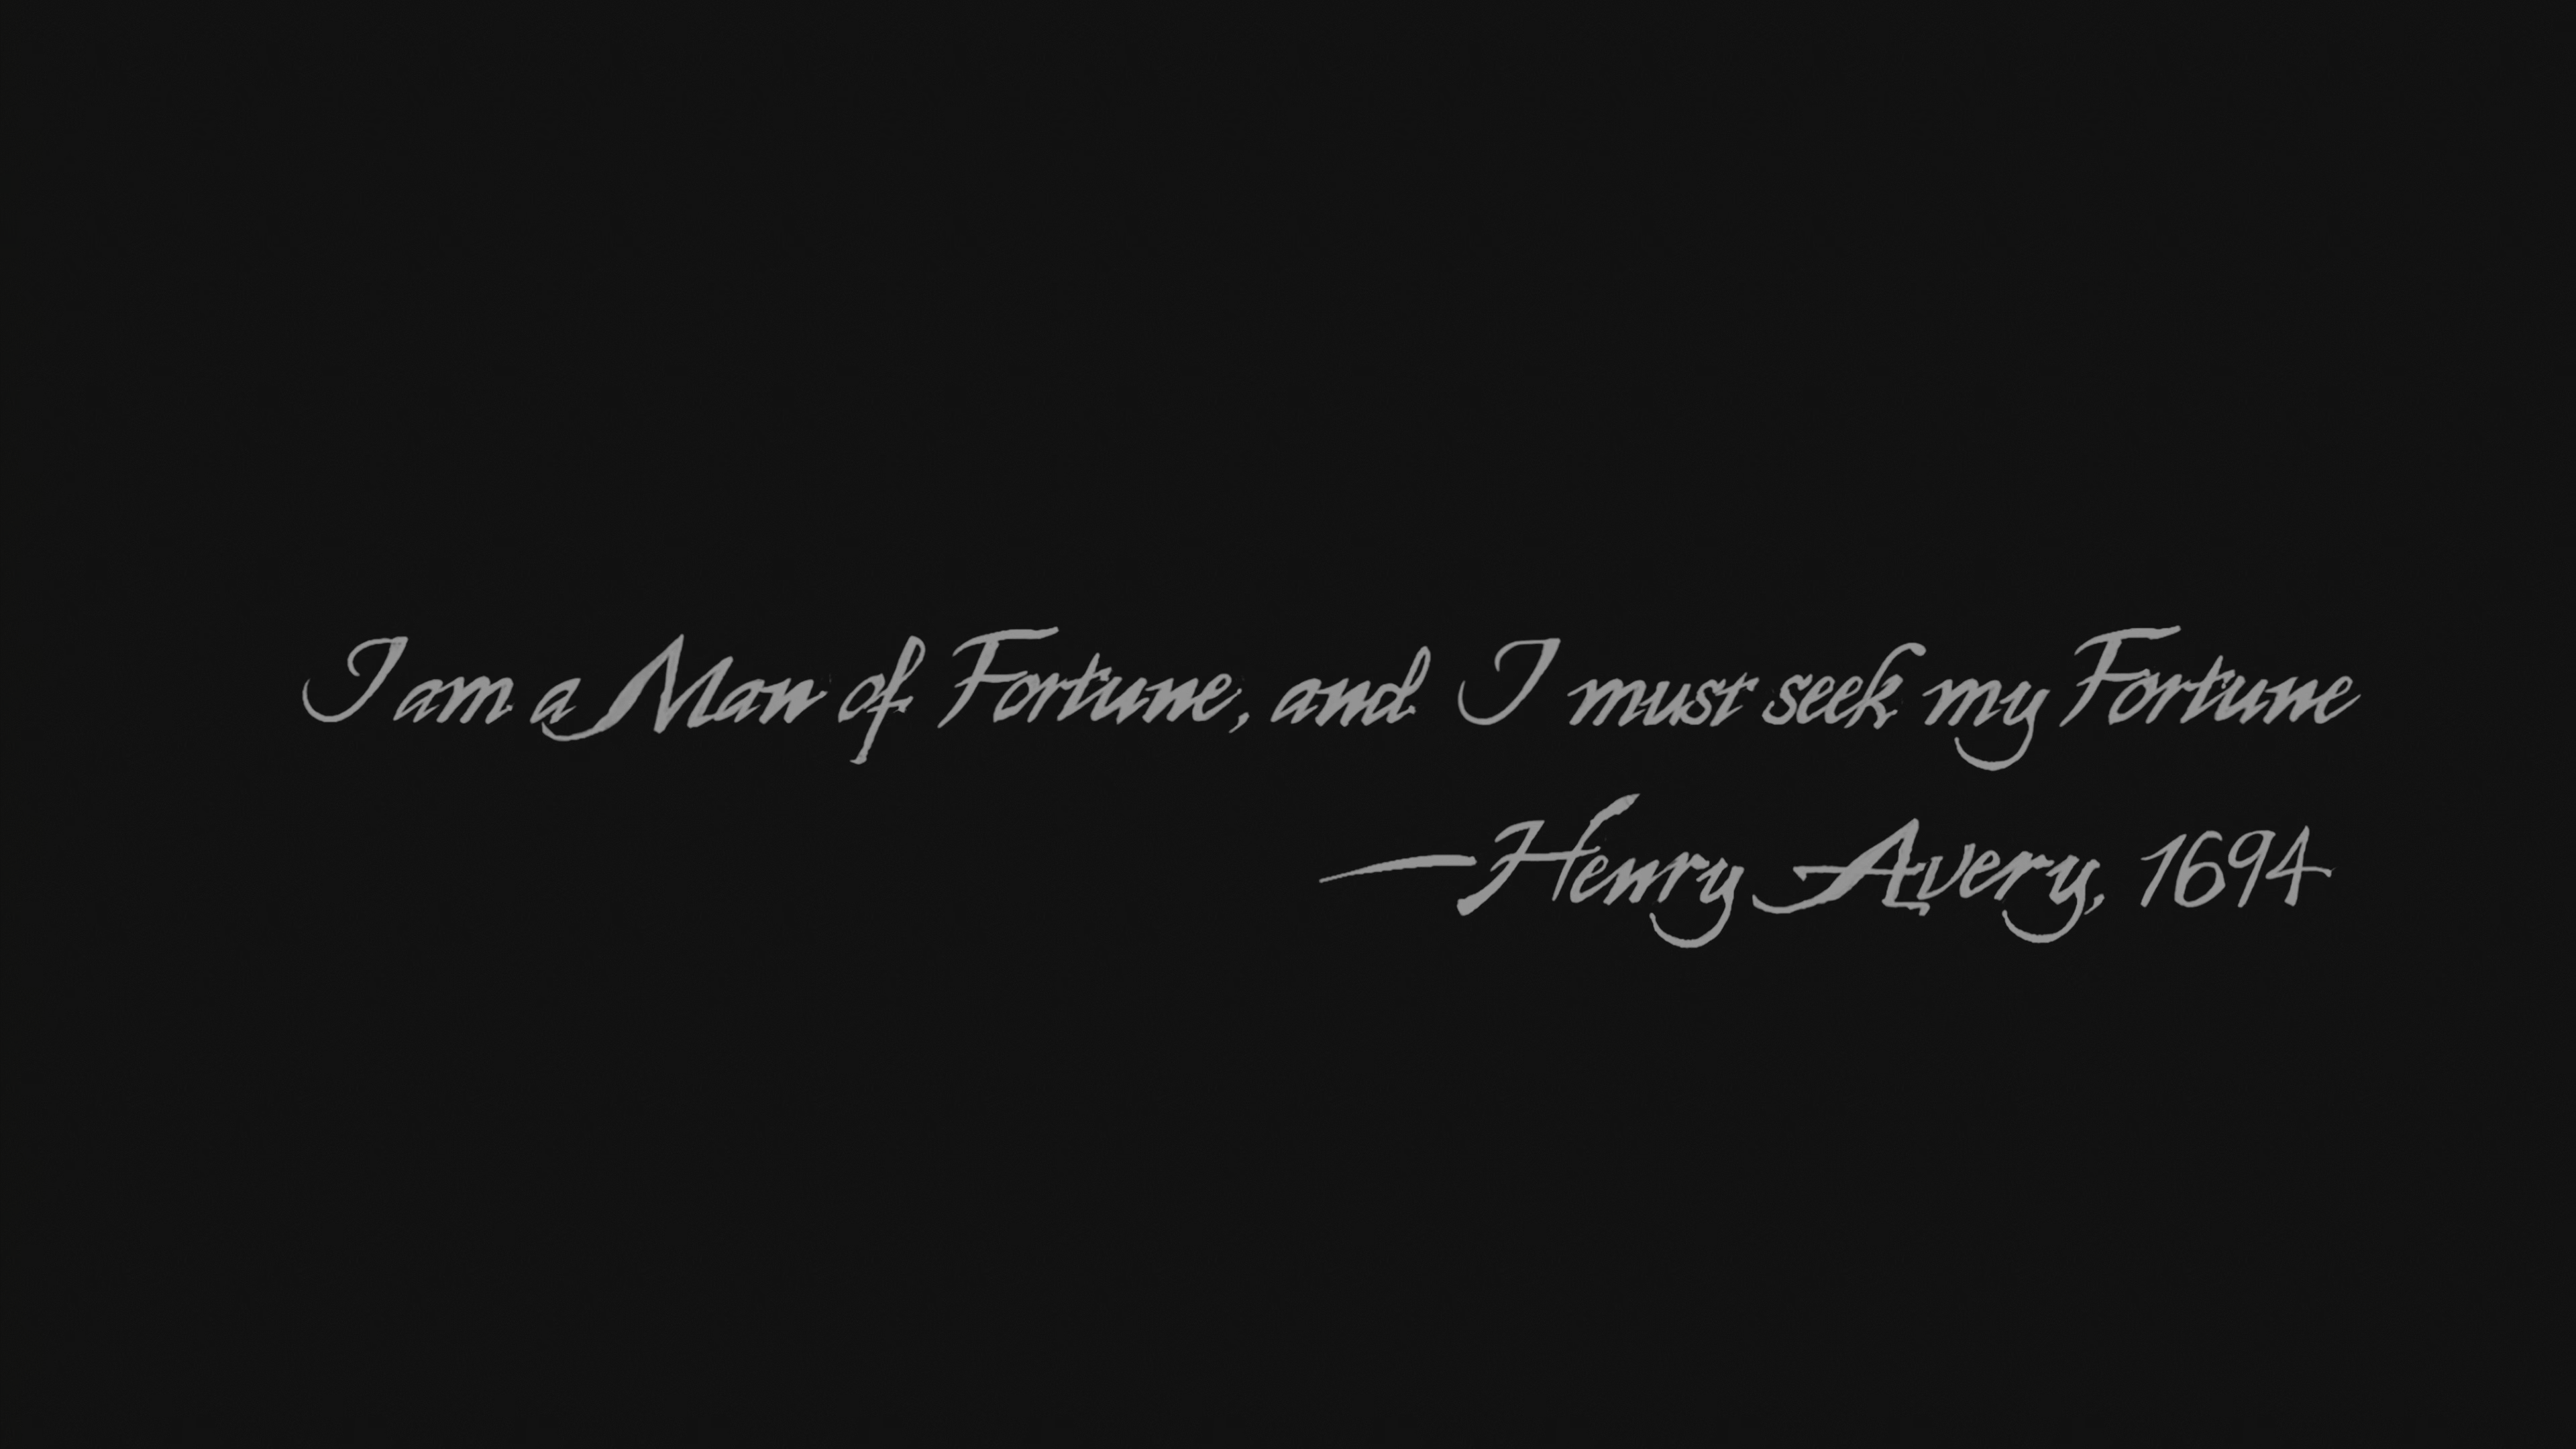 I am a Man of Fortune, and I must seek my Fortune
—Henry Avery, 1694